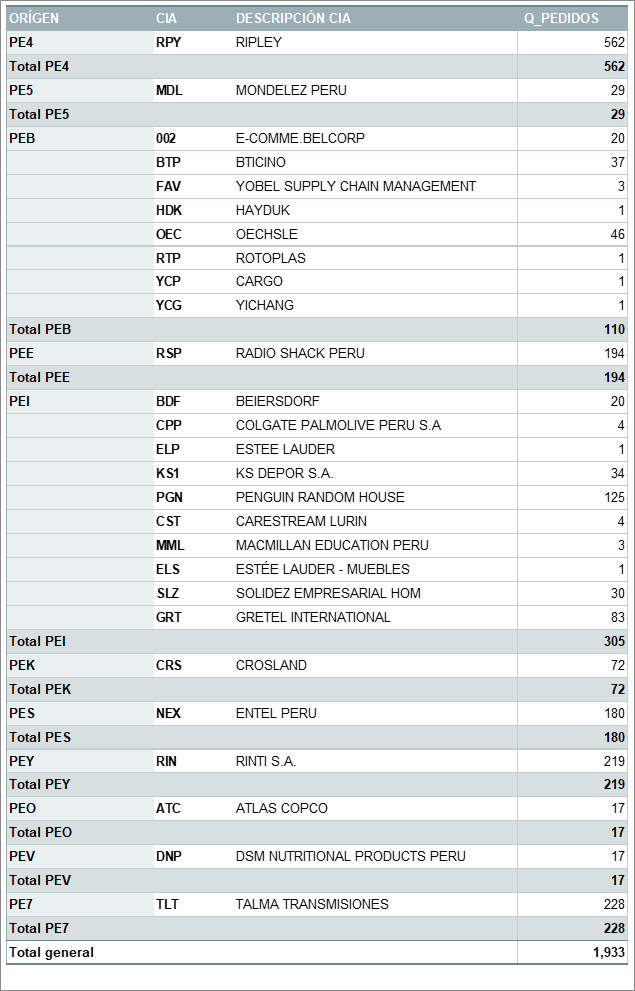 ORÍGEN CIA DESCRIPCIÓN CIA Q_PEDIDOS
PE4 RPY RIPLEY 562
Total PE4 562
PE5 MDL MONDELEZ PERU 29
Total PE5 29
PEB 002 E-COMME.BELCORP 20
BTP BTICINO 37
FAV YOBEL SUPPLY CHAIN MANAGEMENT 3
HDK HAYDUK 1
OEC OECHSLE 46
RTP ROTOPLAS 1
YCP CARGO 1
YCG YICHANG 1
Total PEB 110
PEE RSP RADIO SHACK PERU 194
Total PEE 194
PEI BDF BEIERSDORF 20
CPP COLGATE PALMOLIVE PERU S.A 4
ELP ESTEE LAUDER 1
KS1 KS DEPOR S.A. 34
PGN PENGUIN RANDOM HOUSE 125
CST CARESTREAM LURIN 4
MML MACMILLAN EDUCATION PERU 3
ELS ESTÉE LAUDER - MUEBLES 1
SLZ SOLIDEZ EMPRESARIAL HOM 30
GRT GRETEL INTERNATIONAL 83
Total PEI 305
PEK CRS CROSLAND 72
Total PEK 72
PES NEX ENTEL PERU 180
Total PES 180
PEY RIN RINTI S.A. 219
Total PEY 219
PEO ATC ATLAS COPCO 17
Total PEO 17
PEV DNP DSM NUTRITIONAL PRODUCTS PERU 17
Total PEV 17
PE7 TLT TALMA TRANSMISIONES 228
Total PE7 228
Total general 1,933